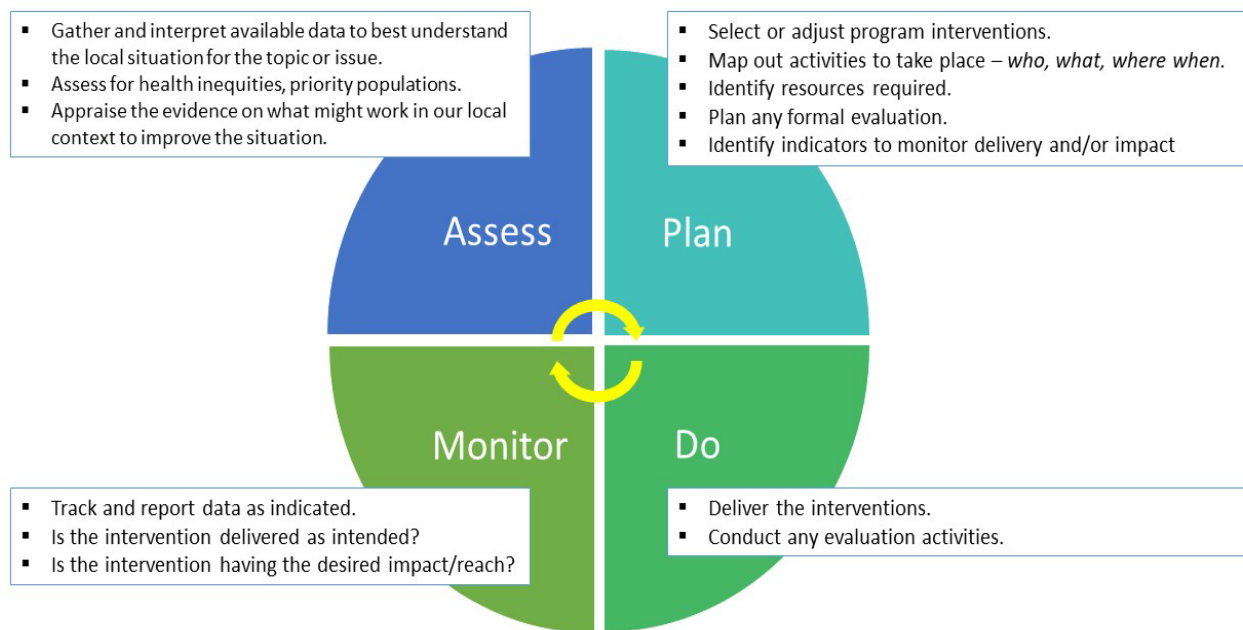 ▪ Gather and interpret available data to best understand
the local situation for the topic or issue.
▪ Assess for health inequities, priority populations.
▪ Appraise the evidence on what might work in our local
context to improve the situation.
▪ Select or adjust program interventions.
▪ Map out activities to take place – who, what, where when.
▪ Identify resources required.
▪ Plan any formal evaluation.
▪ Identify indicators to monitor delivery and/or impact
Assess
Plan
Monitor
Do
▪ Track and report data as indicated.
▪ Is the intervention delivered as intended?
▪ Is the intervention having the desired impact/reach?
▪ Deliver the interventions.
▪ Conduct any evaluation activities.